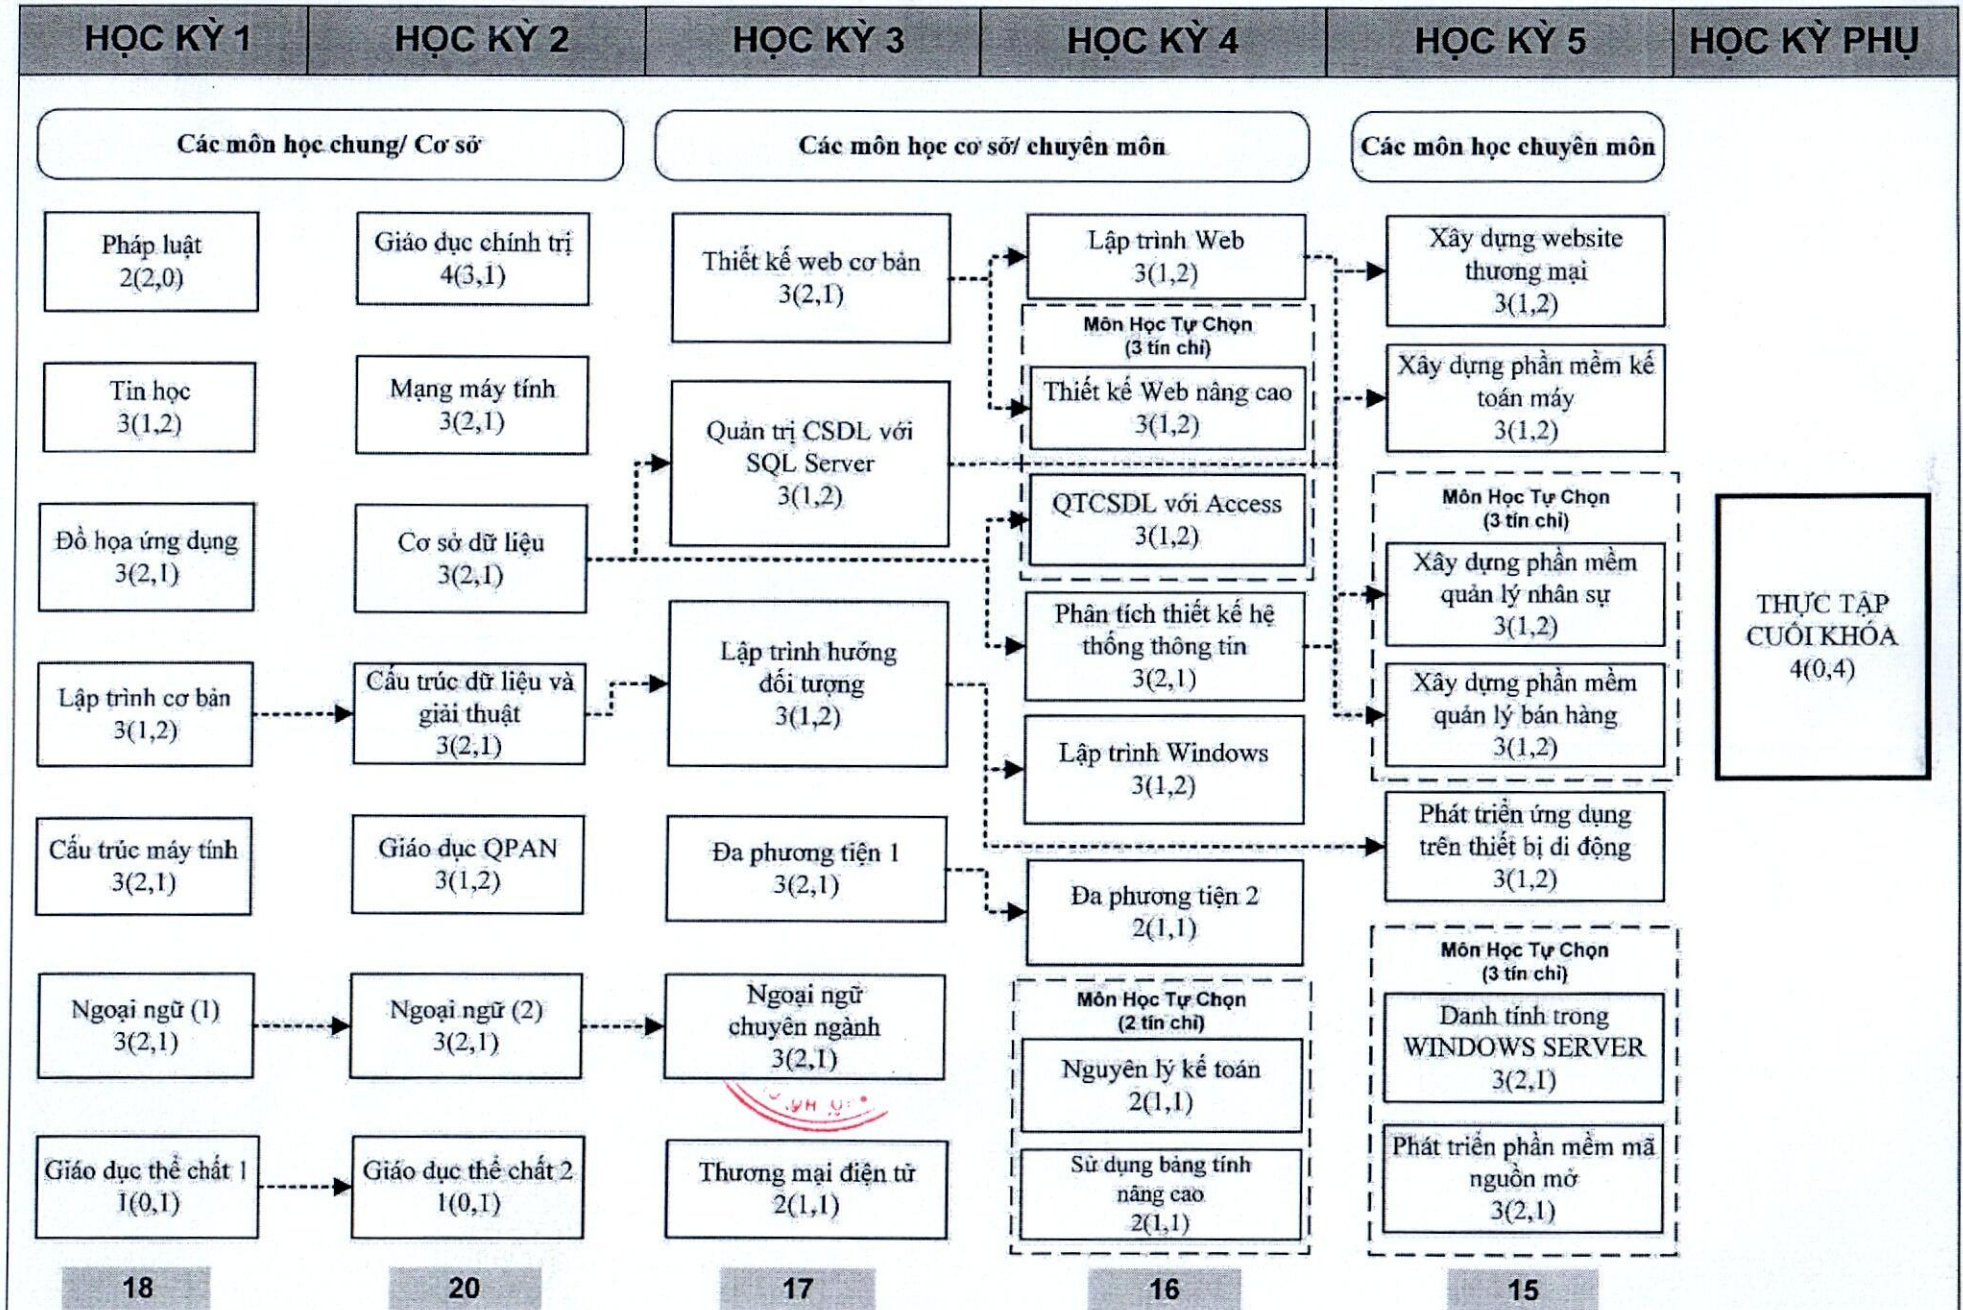 HỌC KỲ 1
HỌC KỲ 2
HỌC KỲ 3
HỌC KỲ 4
HỌC KỲ 5
HỌC KỲ PHỤ
Các môn học chung/ Cơ sở
Các môn học cơ sở/ chuyên môn
Các môn học chuyên môn
Pháp luật
2(2,0)
Tin học
3(1,2)
Đồ họa ứng dụng
3(2,1)
Lập trình cơ bản
3(1,2)
Cấu trúc máy tính
3(2,1)
Ngoại ngữ (1)
3(2,1)
Giáo dục thể chất 1
1(0,1)
18
Giáo dục chính trị
4(3,1)
Mạng máy tính
3(2,1)
Cơ sở dữ liệu
3(2,1)
Cấu trúc dữ liệu và
giải thuật
3(2,1)
Giáo dục QPAN
3(1,2)
Ngoại ngữ (2)
3(2,1)
Giáo dục thể chất 2
1(0,1)
20
Thiết kế web cơ bản
3(2,1)
Quản trị CSDL với
SQL Server
3(1,2)
Lập trình hướng
đối tượng
3(1,2)
Đa phương tiện 1
3(2,1)
Ngoại ngữ
chuyên ngành
3(2,1)
Thương mại điện tử
2(1,1)
17
Lập trình Web
3(1,2)
Môn Học Tự Chọn
(3 tín chỉ)
Thiết kế Web nâng cao
3(1,2)
QTCSDL với Access
3(1,2)
Phân tích thiết kế hệ
thống thông tin
3(2,1)
Lập trình Windows
3(1,2)
Đa phương tiện 2
2(1,1)
Môn Học Tự Chọn
(2 tín chỉ)
Nguyên lý kế toán
2(1,1)
Sử dụng bảng tính
nâng cao
2(1,1)
16
Xây dựng website
thương mại
3(1,2)
Xây dựng phần mềm kế
toán máy
3(1,2)
Môn Học Tự Chọn
(3 tín chỉ)
Xây dựng phần mềm
quản lý nhân sự
3(1,2)
Xây dựng phần mềm
quản lý bán hàng
3(1,2)
Phát triển ứng dụng
trên thiết bị di động
3(1,2)
Môn Học Tự Chọn
(3 tín chỉ)
Danh tính trong
WINDOWS SERVER
3(2,1)
Phát triển phần mềm mã
nguồn mở
3(2,1)
15
THỰC TẬP
CUỐI KHÓA
4(0,4)